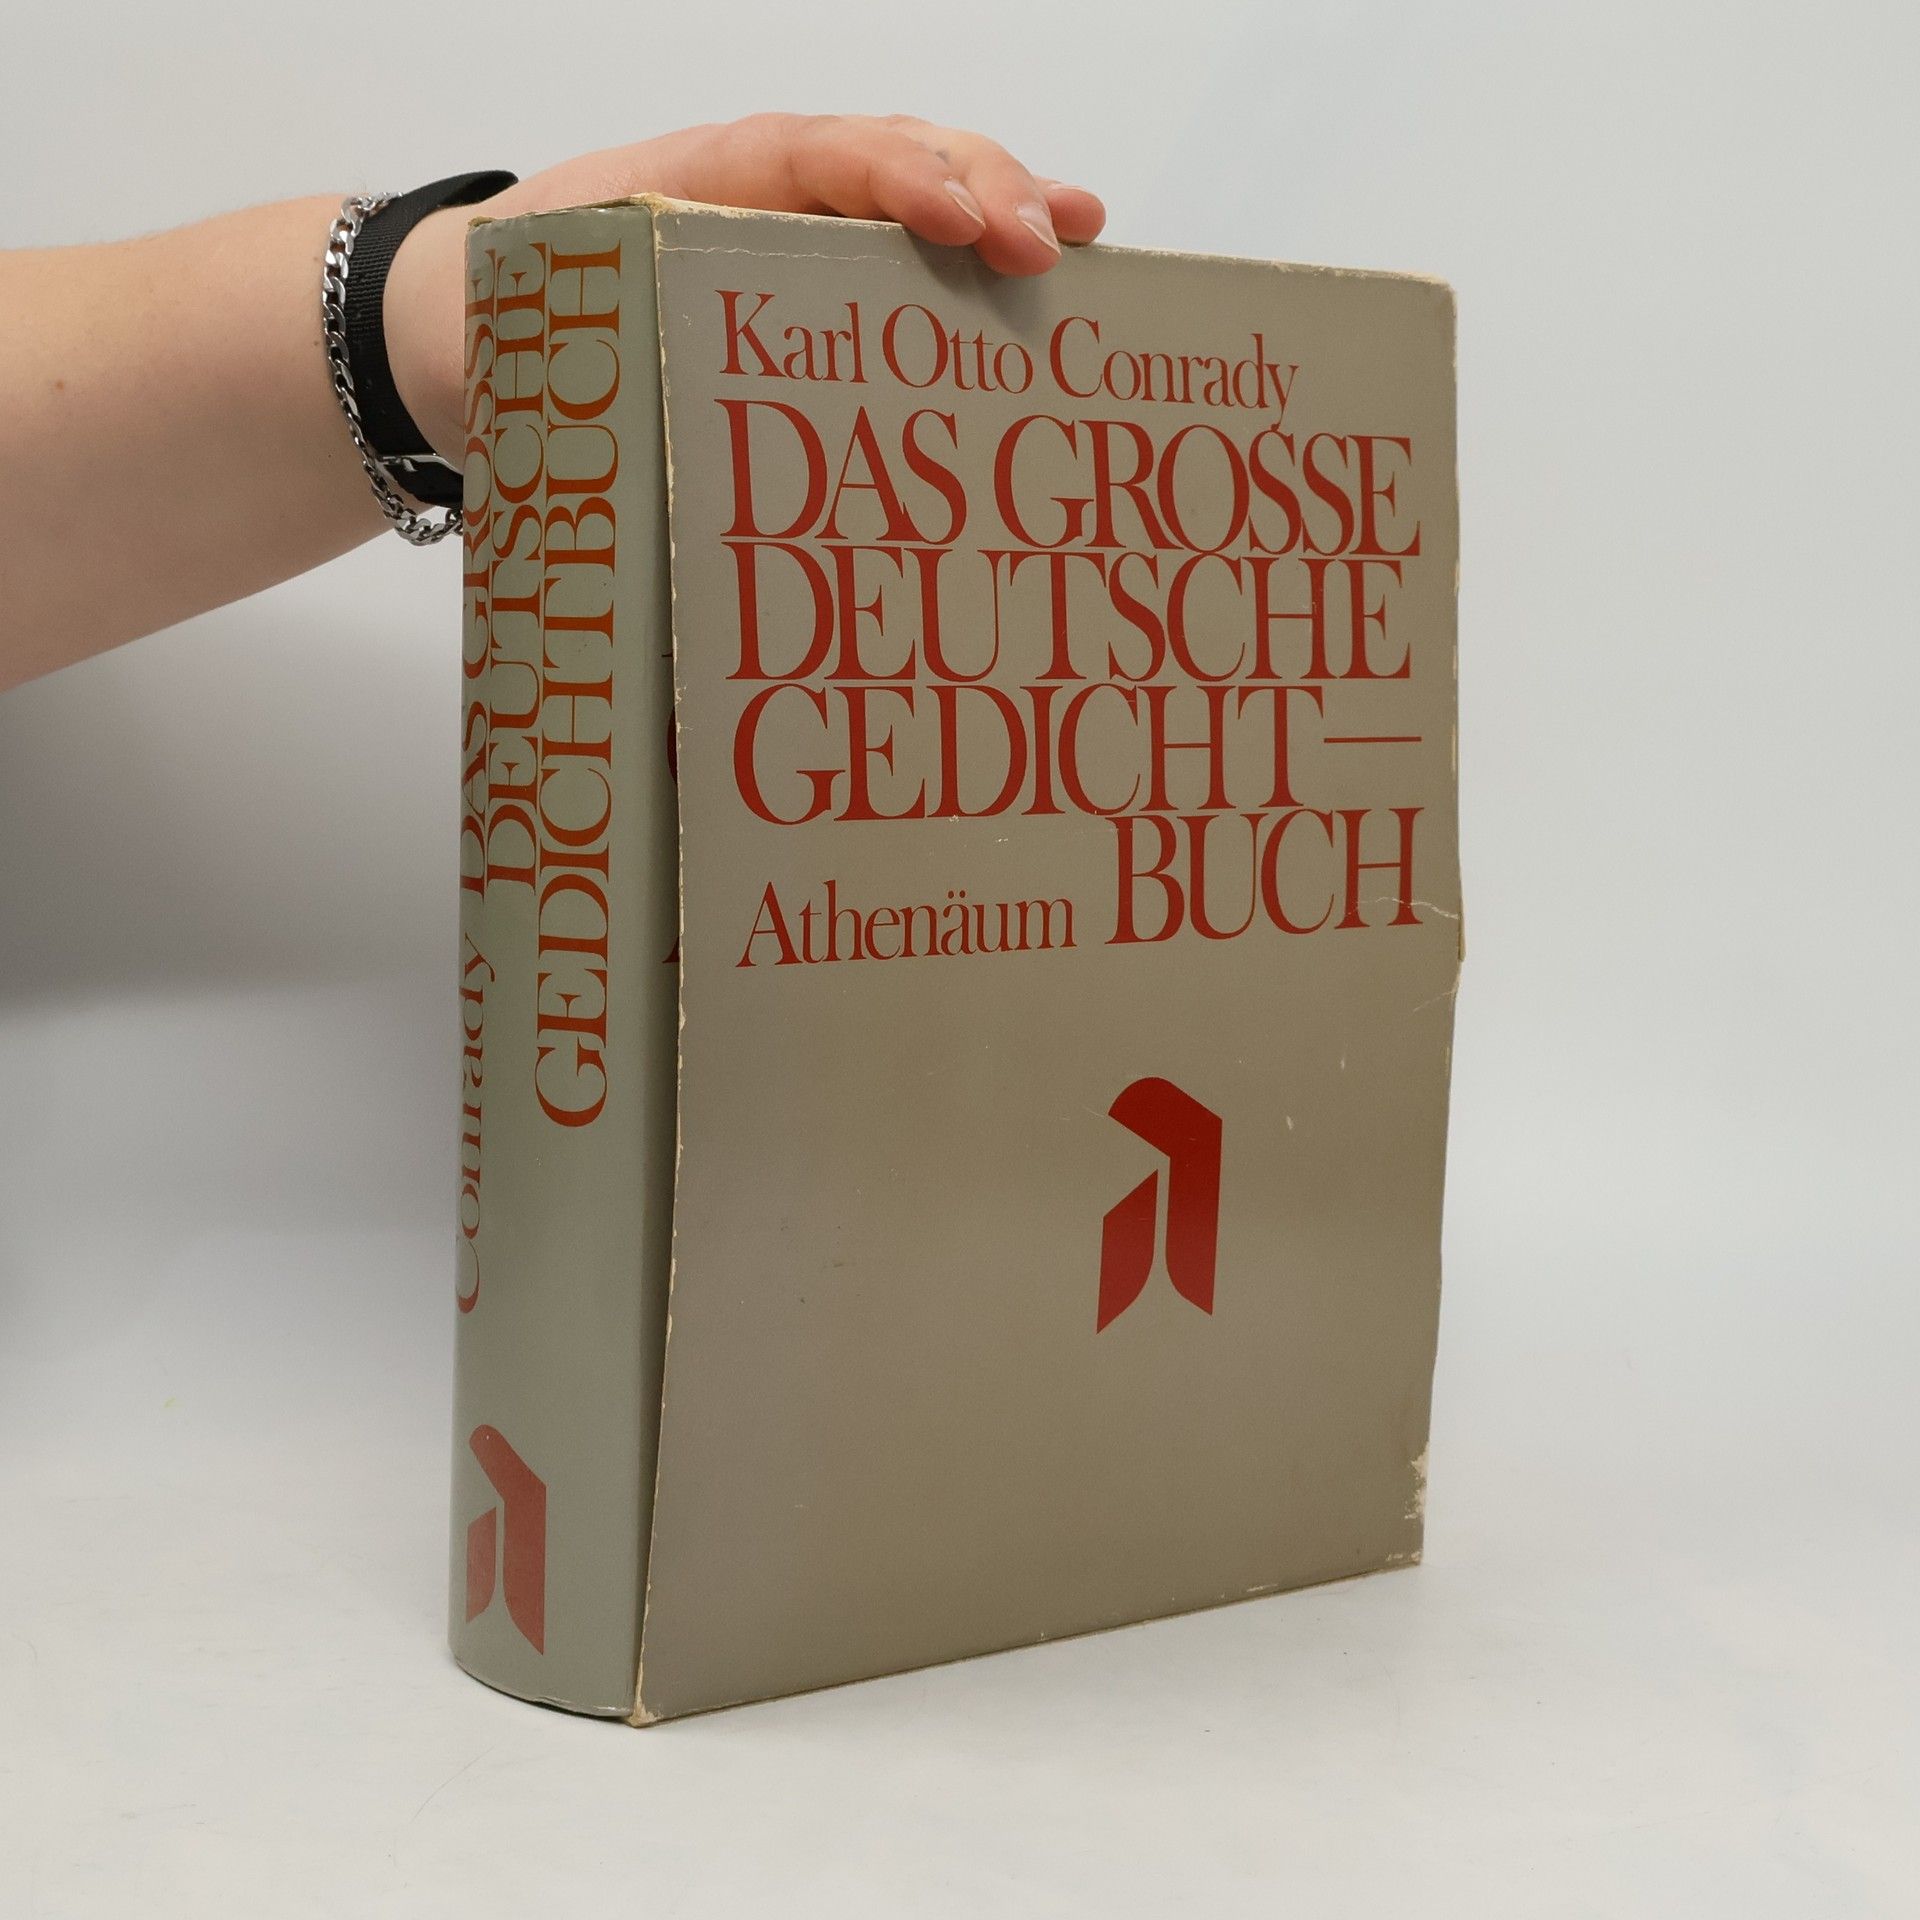 Karl Otto Conrady
DAS GROSSE
DEUTSCHE
GEDICHT—
BUCH
Athenäum
Conrady DAS GROSSE
DEUTSCHE
GEDICHTBUCH